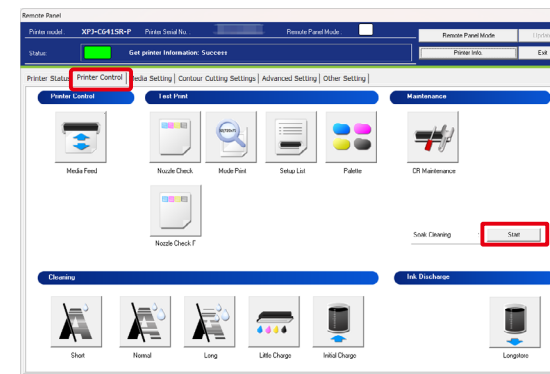 Remote Panel
Printer model : XPJ-C641SR-P Printer Serial No. : Remote Panel Mode :
Remote Panel Mode
Status: Get printer Information: Success
Printer Info. Exit
Printer Status Printer Control Media Setting Contour Cutting Settings Advanced Setting Other Setting
Printer Control Test Print Maintenance
Media Feed Nozzle Check Mode Print Setup List Palette CR Maintenance
Nozzle Check F
Soak Cleaning : Start
Cleaning Ink Discharge
Short Normal Long Little Charge Initial Charge Longstore